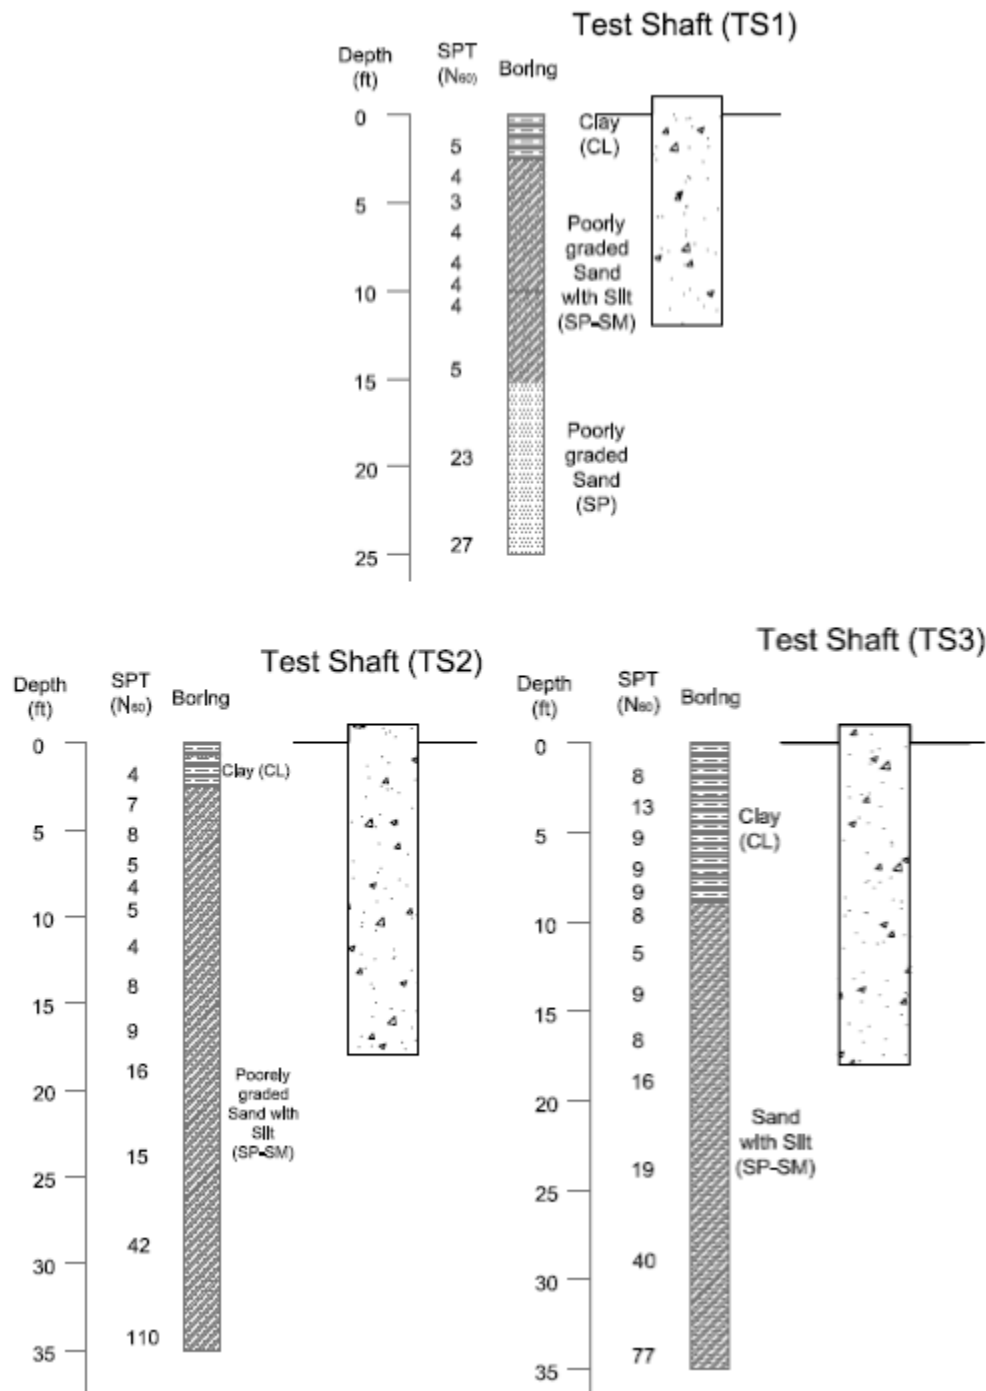 Test Shaft (TS1)
Depth
(ft)
SPT
(N60)
Boring
0
5
10
15
20
25
5
4
3
4
4
4
4
5
23
27
Clay
(CL)
Poorly
graded
Sand
with Silt
(SP-SM)
Poorly
graded
Sand
(SP)
Test Shaft (TS2)
Depth
(ft)
SPT
(N60)
Boring
0
5
10
15
20
25
30
35
4
7
8
5
4
5
4
8
9
16
15
42
110
Clay (CL)
Poorely
graded
Sand with
Silt
(SP-SM)
Test Shaft (TS3)
Depth
(ft)
SPT
(N60)
Boring
0
5
10
15
20
25
30
35
8
13
9
9
9
8
5
9
8
16
19
40
77
Clay
(CL)
Sand
with Silt
(SP-SM)